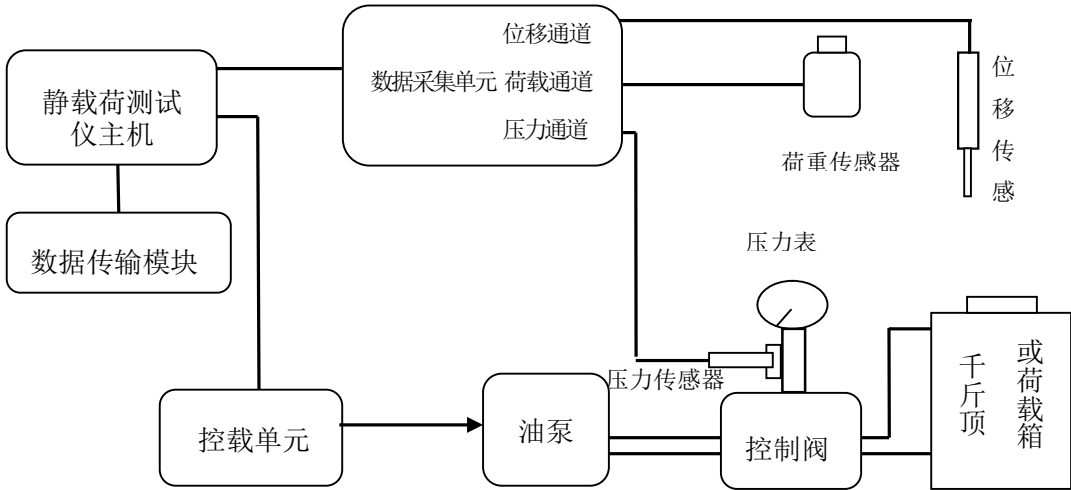 位移通道
数据采集单元 荷载通道
压力通道
静载荷测试
仪主机
数据传输模块
荷重传感器
位移传感
压力表
压力传感器
千斤顶
或荷载箱
控载单元
油泵
控制阀